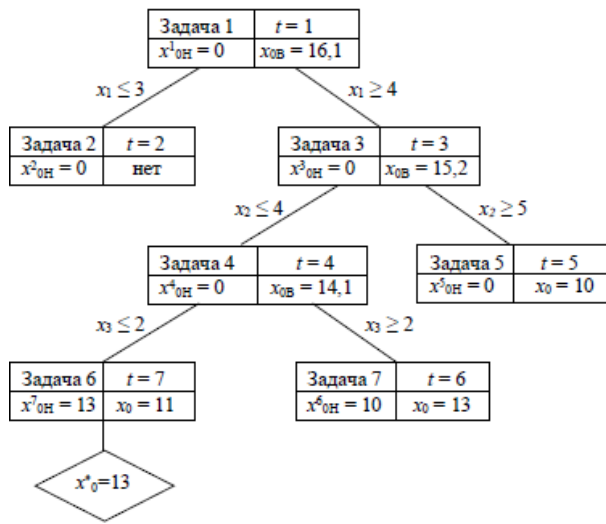 Задача 1 t = 1
x¹₀Н = 0 x₀В = 16,1
x₁ ≤ 3 x₁ ≥ 4
Задача 2 t = 2
x²₀Н = 0 нет
Задача 3 t = 3
x³₀Н = 0 x₀В = 15,2
x₂ ≤ 4 x₂ ≥ 5
Задача 4 t = 4
x⁴₀Н = 0 x₀В = 14,1
Задача 5 t = 5
x⁵₀Н = 0 x₀ = 10
x₃ ≤ 2 x₃ ≥ 2
Задача 6 t = 7
x⁷₀Н = 13 x₀ = 11
Задача 7 t = 6
x⁶₀Н = 10 x₀ = 13
x*₀=13